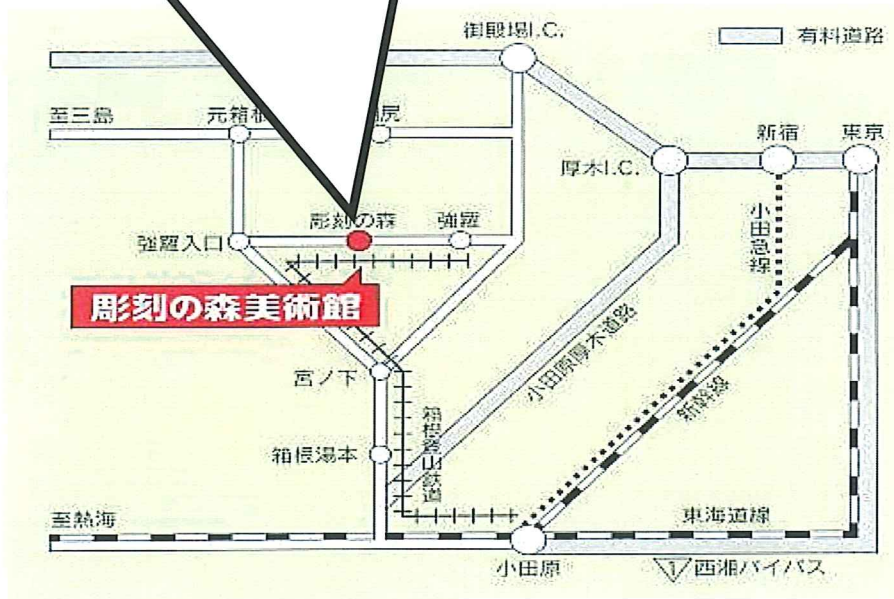 御殿場I.C.
有料道路
至三島
元箱根
尻
新宿
東京
厚木I.C.
彫刻の森
強羅
小田急線
強羅入口
彫刻の森美術館
小田原厚木道路
宮ノ下
新幹線
箱根登山鉄道
箱根湯本
至熱海
東海道線
小田原
1
西湘バイパス